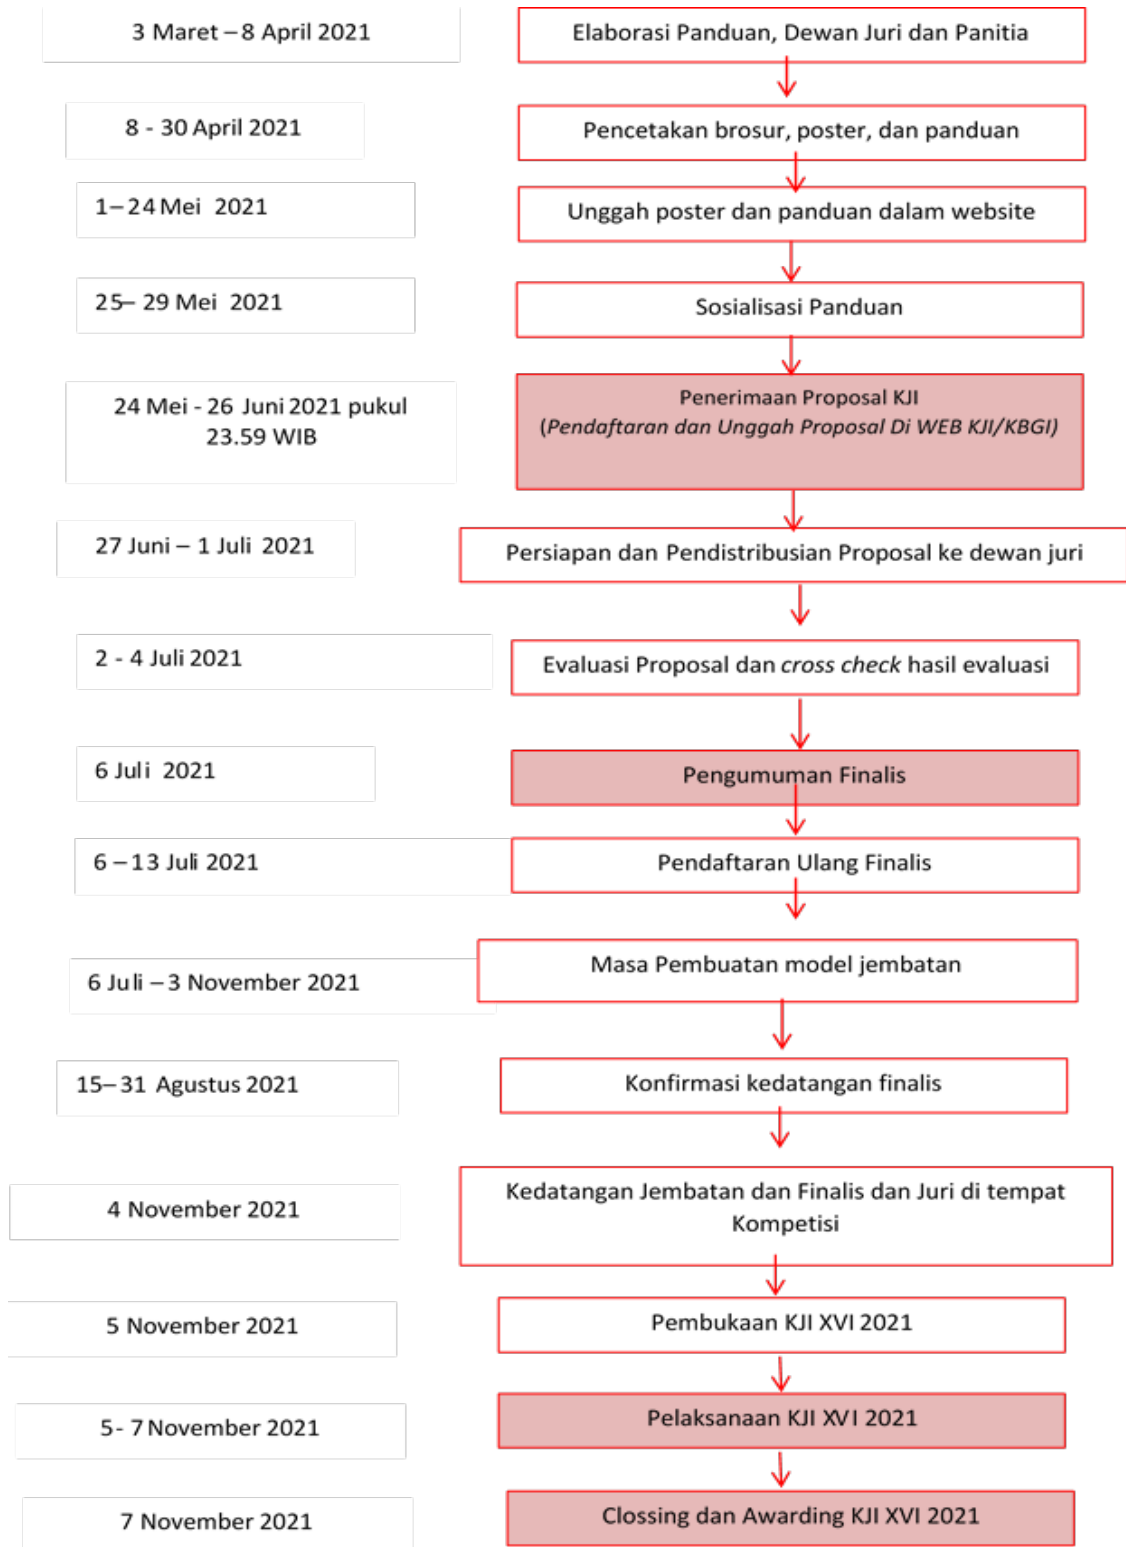 3 Maret – 8 April 2021
Elaborasi Panduan, Dewan Juri dan Panitia
8 - 30 April 2021
Pencetakan brosur, poster, dan panduan
1– 24 Mei 2021
Unggah poster dan panduan dalam website
25– 29 Mei 2021
Sosialisasi Panduan
24 Mei - 26 Juni 2021 pukul
23.59 WIB
Penerimaan Proposal KJI
(Pendaftaran dan Unggah Proposal Di WEB KJI/KBGI)
27 Juni – 1 Juli 2021
Persiapan dan Pendistribusian Proposal ke dewan juri
2 - 4 Juli 2021
Evaluasi Proposal dan cross check hasil evaluasi
6 Juli 2021
Pengumuman Finalis
6 – 13 Juli 2021
Pendaftaran Ulang Finalis
6 Juli – 3 November 2021
Masa Pembuatan model jembatan
15– 31 Agustus 2021
Konfirmasi kedatangan finalis
4 November 2021
Kedatangan Jembatan dan Finalis dan Juri di tempat
Kompetisi
5 November 2021
Pembukaan KJI XVI 2021
5- 7 November 2021
Pelaksanaan KJI XVI 2021
7 November 2021
Clossing dan Awarding KJI XVI 2021